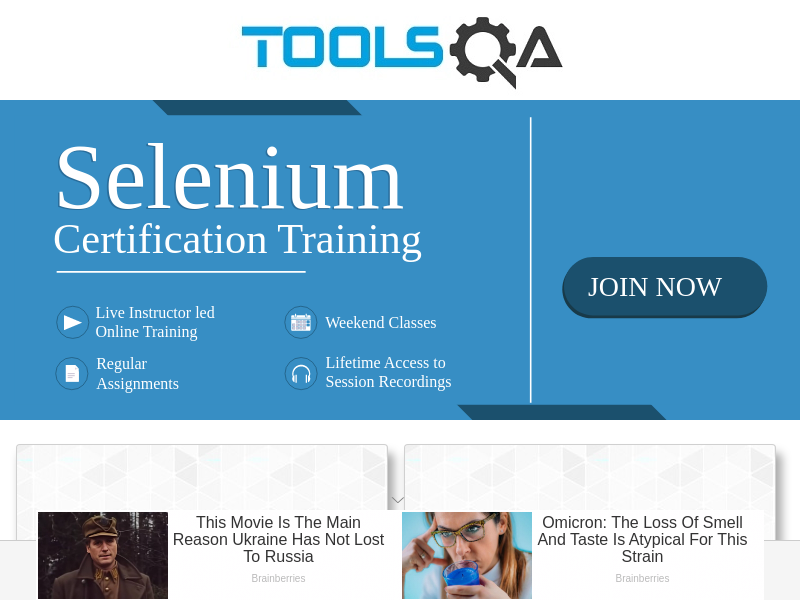 TOOLSQA
Selenium
Certification Training
JOIN NOW
Live Instructor led
Online Training
Weekend Classes
Regular
Assignments
Lifetime Access to
Session Recordings
This Movie Is The Main
Reason Ukraine Has Not Lost
To Russia
Brainberries
Omicron: The Loss Of Smell
And Taste Is Atypical For This
Strain
Brainberries